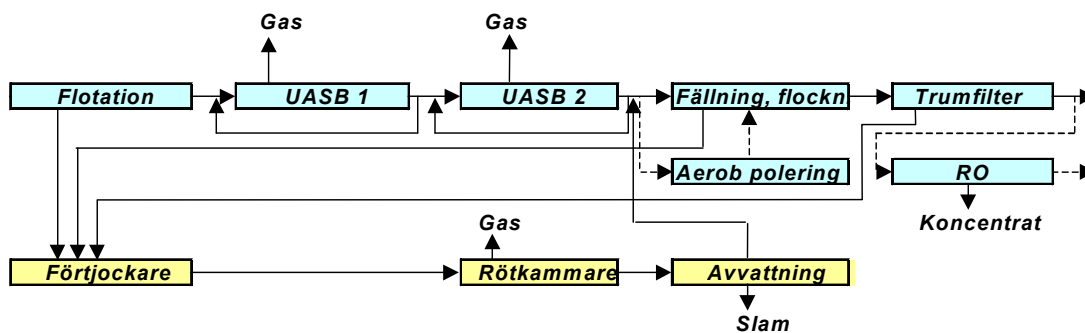 Gas
Gas
Flotation
UASB 1
UASB 2
Fällning, flockn
Trumfilter
Aerob polering
RO
Koncentrat
Gas
Förtjockare
Rötkammare
Avvattning
Slam